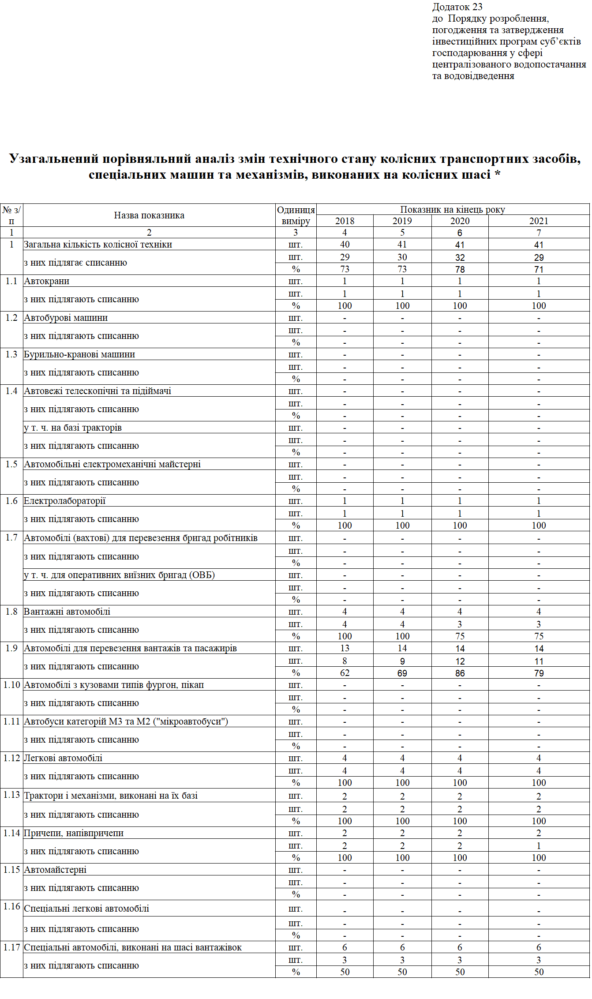 Додаток 23
до  Порядку розроблення,
погодження та затвердження
інвестиційних програм суб’єктів
господарювання у сфері
централізованого водопостачання
та водовідведення
Узагальнений порівняльний аналіз змін технічного стану колісних транспортних засобів,
спеціальних машин та механізмів, виконаних на колісних шасі *
№ з/п Назва показника Одиниця виміру Показник на кінець року
2018 2019 2020 2021
1 2 3 4 5 6 7
1 Загальна кількість колісної техніки шт. 40 41 41 41
з них підлягає списанню шт. 29 30 32 29
% 73 73 78 71
1.1 Автокрани шт. 1 1 1 1
з них підлягають списанню шт. 1 1 1 1
% 100 100 100 100
1.2 Автобурові машини шт. - - - -
з них підлягають списанню шт. - - - -
% - - - -
1.3 Бурильно-кранові машини шт. - - - -
з них підлягають списанню шт. - - - -
% - - - -
1.4 Автовежі телескопічні та підіймачі шт. - - - -
з них підлягають списанню шт. - - - -
% - - - -
у т. ч. на базі тракторів шт. - - - -
з них підлягають списанню шт. - - - -
% - - - -
1.5 Автомобільні електромеханічні майстерні шт. - - - -
з них підлягають списанню шт. - - - -
% - - - -
1.6 Електролабораторії шт. 1 1 1 1
з них підлягають списанню шт. 1 1 1 1
% 100 100 100 100
1.7 Автомобілі (вахтові) для перевезення бригад робітників шт. - - - -
з них підлягають списанню шт. - - - -
% - - - -
у т. ч. для оперативних виїзних бригад (ОВБ) шт. - - - -
з них підлягають списанню шт. - - - -
% - - - -
1.8 Вантажні автомобілі шт. 4 4 4 4
з них підлягають списанню шт. 4 4 3 3
% 100 100 75 75
1.9 Автомобілі для перевезення вантажів та пасажирів шт. 13 14 14 14
з них підлягають списанню шт. 8 9 12 11
% 62 69 86 79
1.10 Автомобілі з кузовами типів фургон, пікап шт. - - - -
з них підлягають списанню шт. - - - -
% - - - -
1.11 Автобуси категорій М3 та М2 ("мікроавтобуси") шт. - - - -
з них підлягають списанню шт. - - - -
% - - - -
1.12 Легкові автомобілі шт. 4 4 4 4
з них підлягають списанню шт. 4 4 4 4
% 100 100 100 100
1.13 Трактори і механізми, виконані на їх базі шт. 2 2 2 2
з них підлягають списанню шт. 2 2 2 2
% 100 100 100 100
1.14 Причепи, напівпричепи шт. 2 2 2 2
з них підлягають списанню шт. 2 2 2 1
% 100 100 100 100
1.15 Автомайстерні шт. - - - -
з них підлягають списанню шт. - - - -
% - - - -
1.16 Спеціальні легкові автомобілі шт. - - - -
з них підлягають списанню шт. - - - -
% - - - -
1.17 Спеціальні автомобілі, виконані на шасі вантажівок шт. 6 6 6 6
з них підлягають списанню шт. 3 3 3 3
% 50 50 50 50